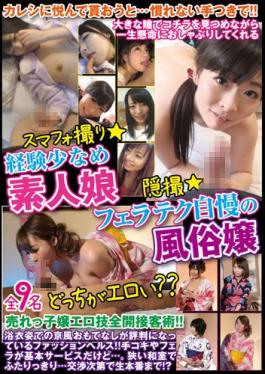 カレシに悦んで貰おうと…慣れない手つきで!!
大きな瞳でコチラを見つめながら
一生懸命におしゃぶりしてくれる
スマフォ撮り★
経験少なめ
素人娘
隠撮★
フェラテク自慢の
風俗嬢
全9名
どっちがエロい??
売れっ子嬢エロ技全開接客術!!
浴衣姿での京風おもてなしが評判になって
いるファッションヘルス!!手コキやフェラ
が基本サービスだけど…。狭い和室で
ふたりっきり…交渉次第で生本番まで!?